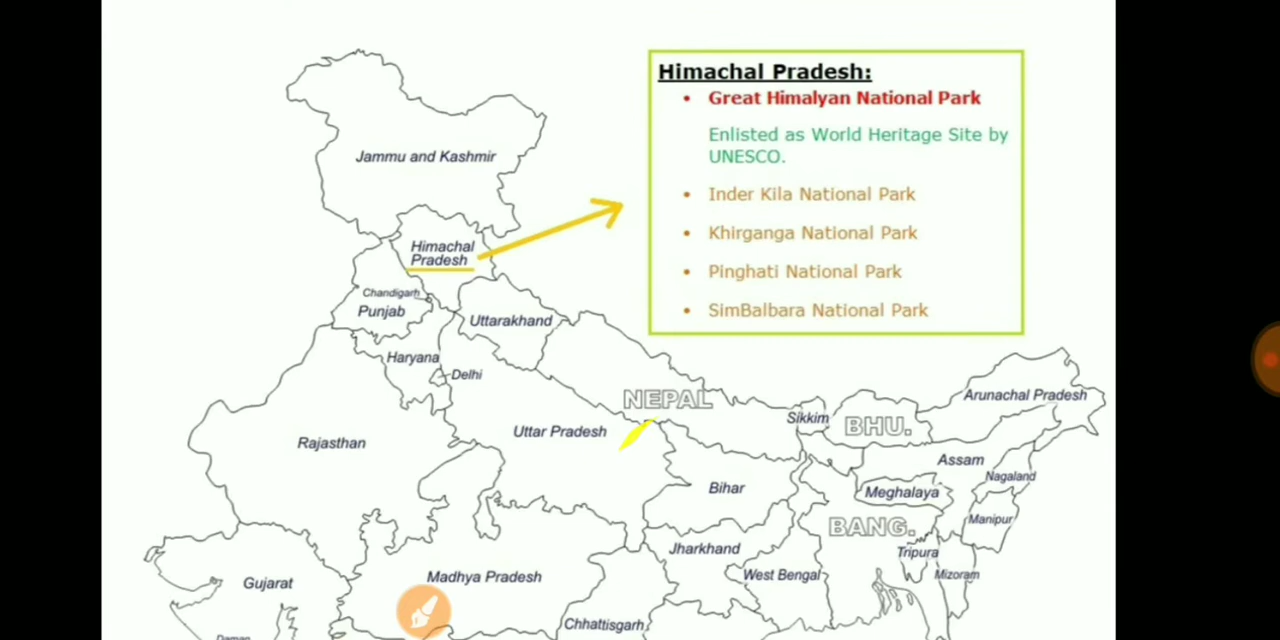 Himachal Pradesh:
• Great Himalyan National Park
Enlisted as World Heritage Site by
UNESCO.
• Inder Kila National Park
• Khirganga National Park
• Pinghati National Park
• SimBalbara National Park
Jammu and Kashmir
Himachal
Pradesh
Chandigarh
Punjab
Uttarakhand
Haryana
Delhi
NEPAL
Arunachal Pradesh
Sikkim
BHU.
Rajasthan
Uttar Pradesh
Assam
Nagaland
Bihar
Meghalaya
Manipur
BANG.
Jharkhand
Tripura
Gujarat
Madhya Pradesh
West Bengal
Mizoram
Chhattisgarh
Daman